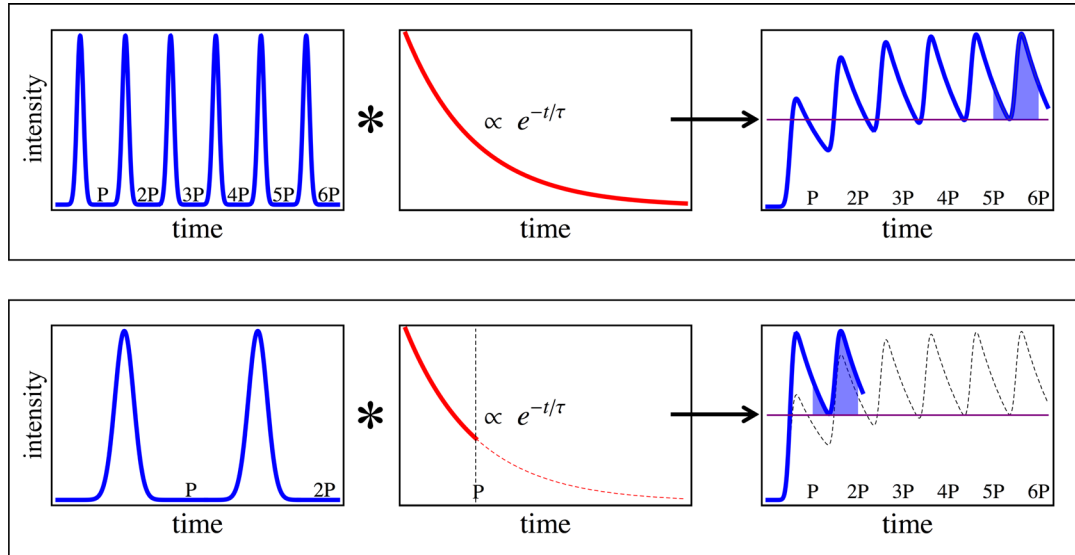 intensity
P 2P 3P 4P 5P 6P
time
*
∝ e^{-t/τ}
time
P 2P 3P 4P 5P 6P
time
intensity
P 2P
time
*
∝ e^{-t/τ}
P
time
P 2P 3P 4P 5P 6P
time